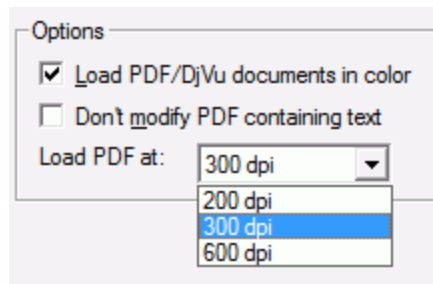 Options
Load PDF/DjVu documents in color
Don't modify PDF containing text
Load PDF at: 300 dpi
200 dpi
300 dpi
600 dpi